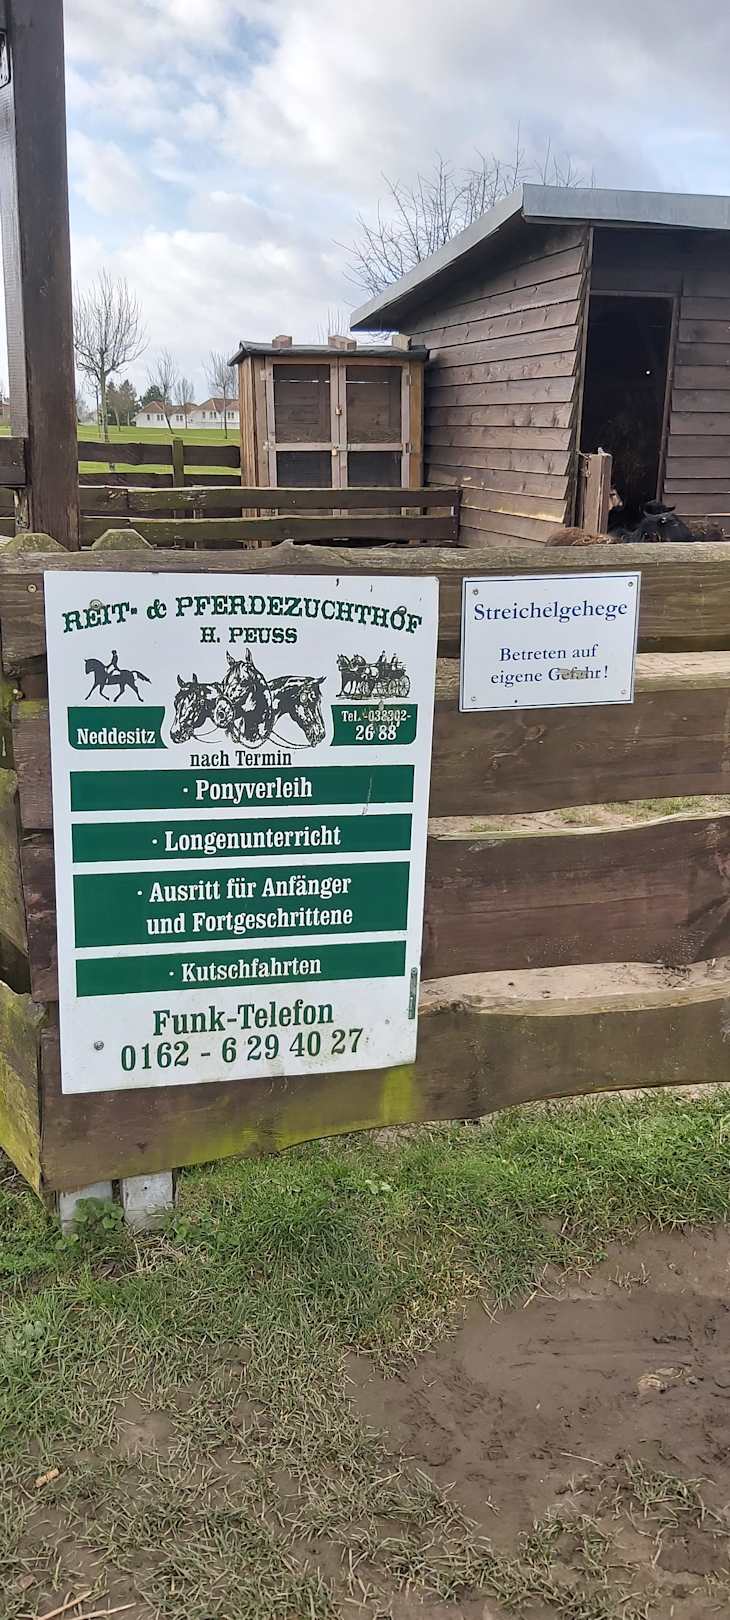 REIT- & PFERDEZUCHTHOF
H. PEUSS
Neddesitz
Tel.-038302-
26 88
nach Termin
· Ponyverleih
· Longenunterricht
· Ausritt für Anfänger
und Fortgeschrittene
· Kutschfahrten
Funk-Telefon
0162 - 6 29 40 27
Streichelgehege
Betreten auf
eigene Gefahr!